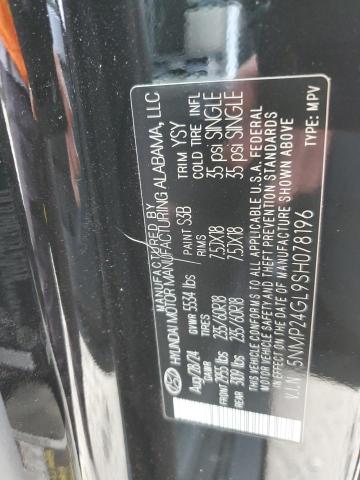 MANUFACTURED BY
HYUNDAI MOTOR MANUFACTURING ALABAMA, LLC
Aug/28/24 GVWR 5534 lbs PAINT S3B TRIM YSY
GAWR TIRES RIMS COLD TIRE INFL
FRONT 2955 lbs 235/60R18 7.5JX18 35 psi SINGLE
REAR 3009 lbs 235/60R18 7.5JX18 35 psi SINGLE
THIS VEHICLE CONFORMS TO ALL APPLICABLE U.S.A. FEDERAL
MOTOR VEHICLE SAFETY AND THEFT PREVENTION STANDARDS
IN EFFECT ON THE DATE OF MANUFACTURE SHOWN ABOVE
V.I.N: 5NMP24GL9SH078196 TYPE: MPV